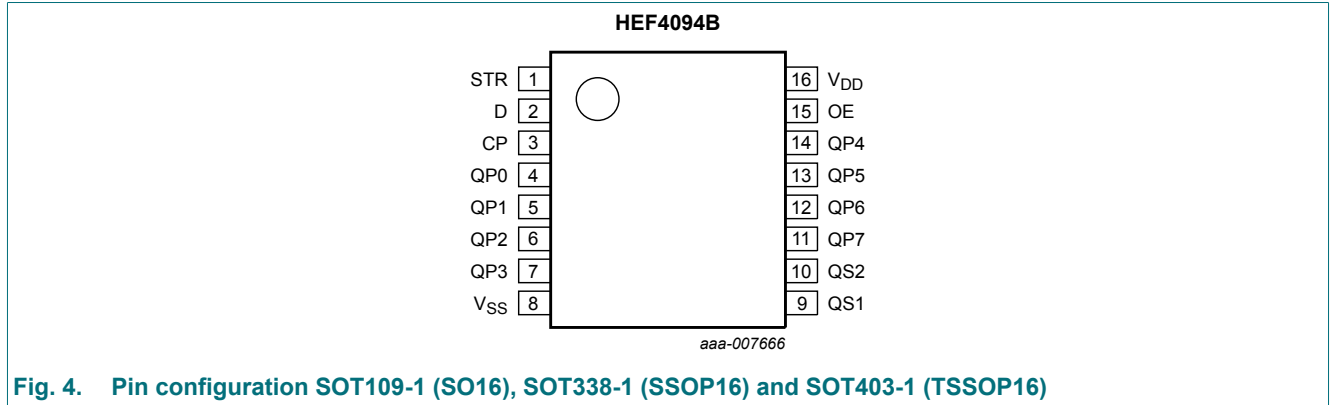 HEF4094B
STR 1 16 VDD
D 2 15 OE
CP 3 14 QP4
QP0 4 13 QP5
QP1 5 12 QP6
QP2 6 11 QP7
QP3 7 10 QS2
VSS 8 9 QS1
aaa-007666
Fig. 4. Pin configuration SOT109-1 (SO16), SOT338-1 (SSOP16) and SOT403-1 (TSSOP16)